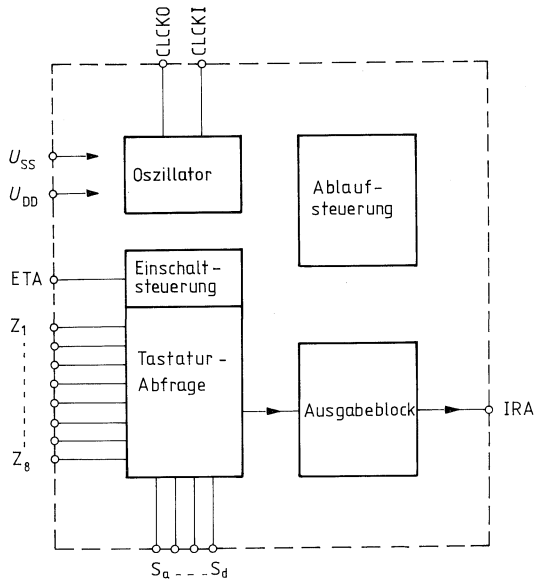 CLCKO
CLCKI
U_SS
U_DD
Oszillator
Ablauf-
steuerung
ETA
Einschalt-
steuerung
Z_1
Tastatur-
Abfrage
Ausgabeblock
IRA
Z_8
S_a ---- S_d